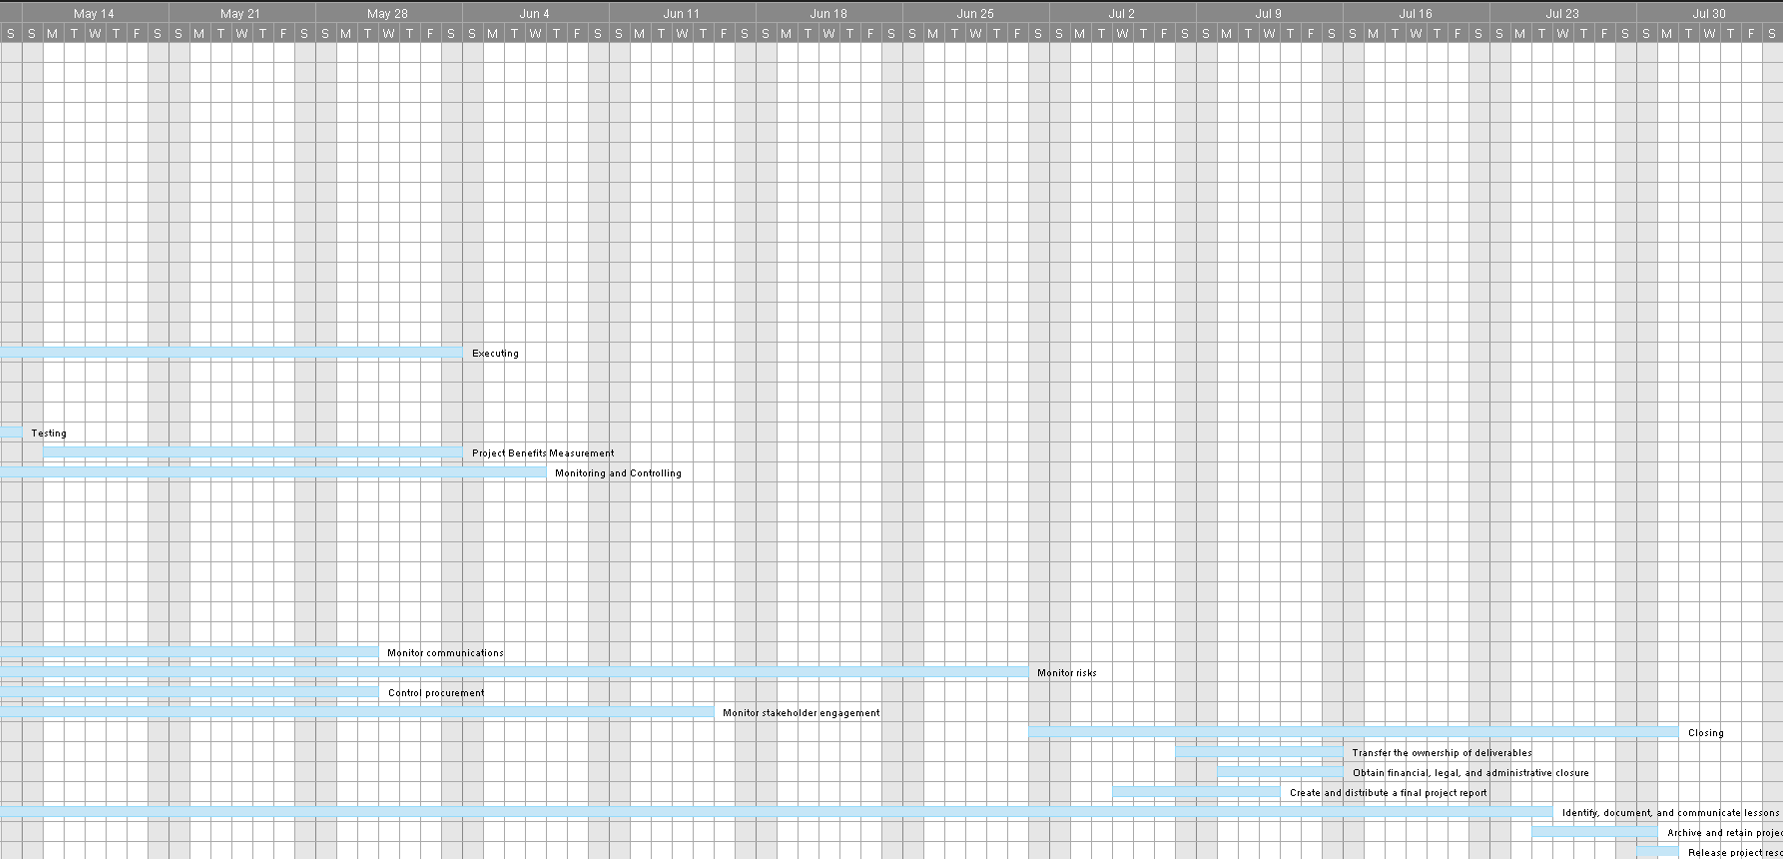 May 14 May 21 May 28 Jun 4 Jun 11 Jun 18 Jun 25 Jul 2 Jul 9 Jul 16 Jul 23 Jul 30
S S M T W T F S S M T W T F S S M T W T F S S M T W T F S S M T W T F S S M T W T F S S M T W T F S S M T W T F S S M T W T F S S M T W T F S S M T W T F S S M T W T F S
Executing
Testing
Project Benefits Measurement
Monitoring and Controlling
Monitor communications
Monitor risks
Control procurement
Monitor stakeholder engagement
Closing
Transfer the ownership of deliverables
Obtain financial, legal, and administrative closure
Create and distribute a final project report
Identify, document, and communicate lessons
Archive and retain projec
Release project resc